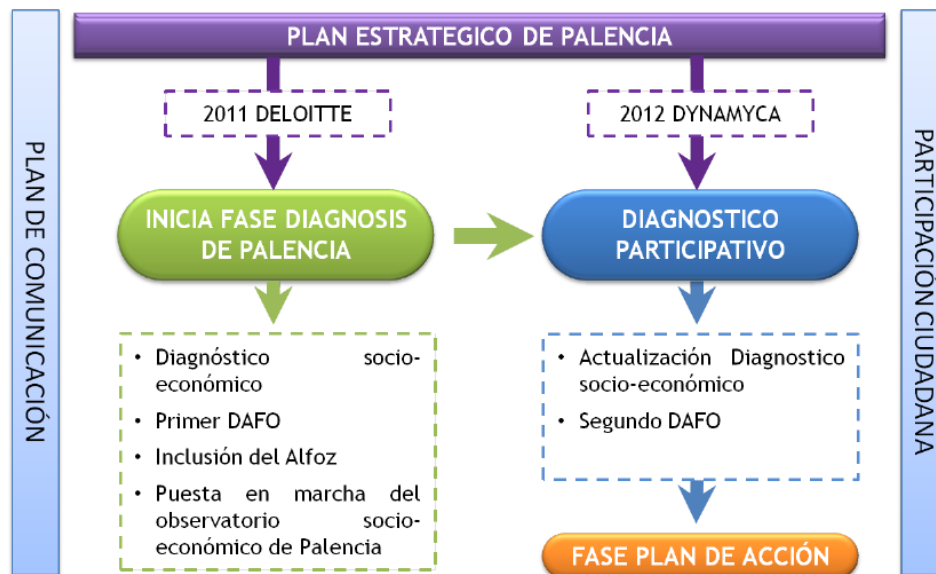 PLAN ESTRATEGICO DE PALENCIA
PLAN DE COMUNICACIÓN
2011 DELOITTE
INICIA FASE DIAGNOSIS
DE PALENCIA
• Diagnóstico socio-
económico
• Primer DAFO
• Inclusión del Alfoz
• Puesta en marcha del
observatorio socio-
económico de Palencia
2012 DYNAMYCA
DIAGNOSTICO
PARTICIPATIVO
• Actualización Diagnostico
socio-económico
• Segundo DAFO
FASE PLAN DE ACCIÓN
PARTICIPACIÓN CIUDADANA